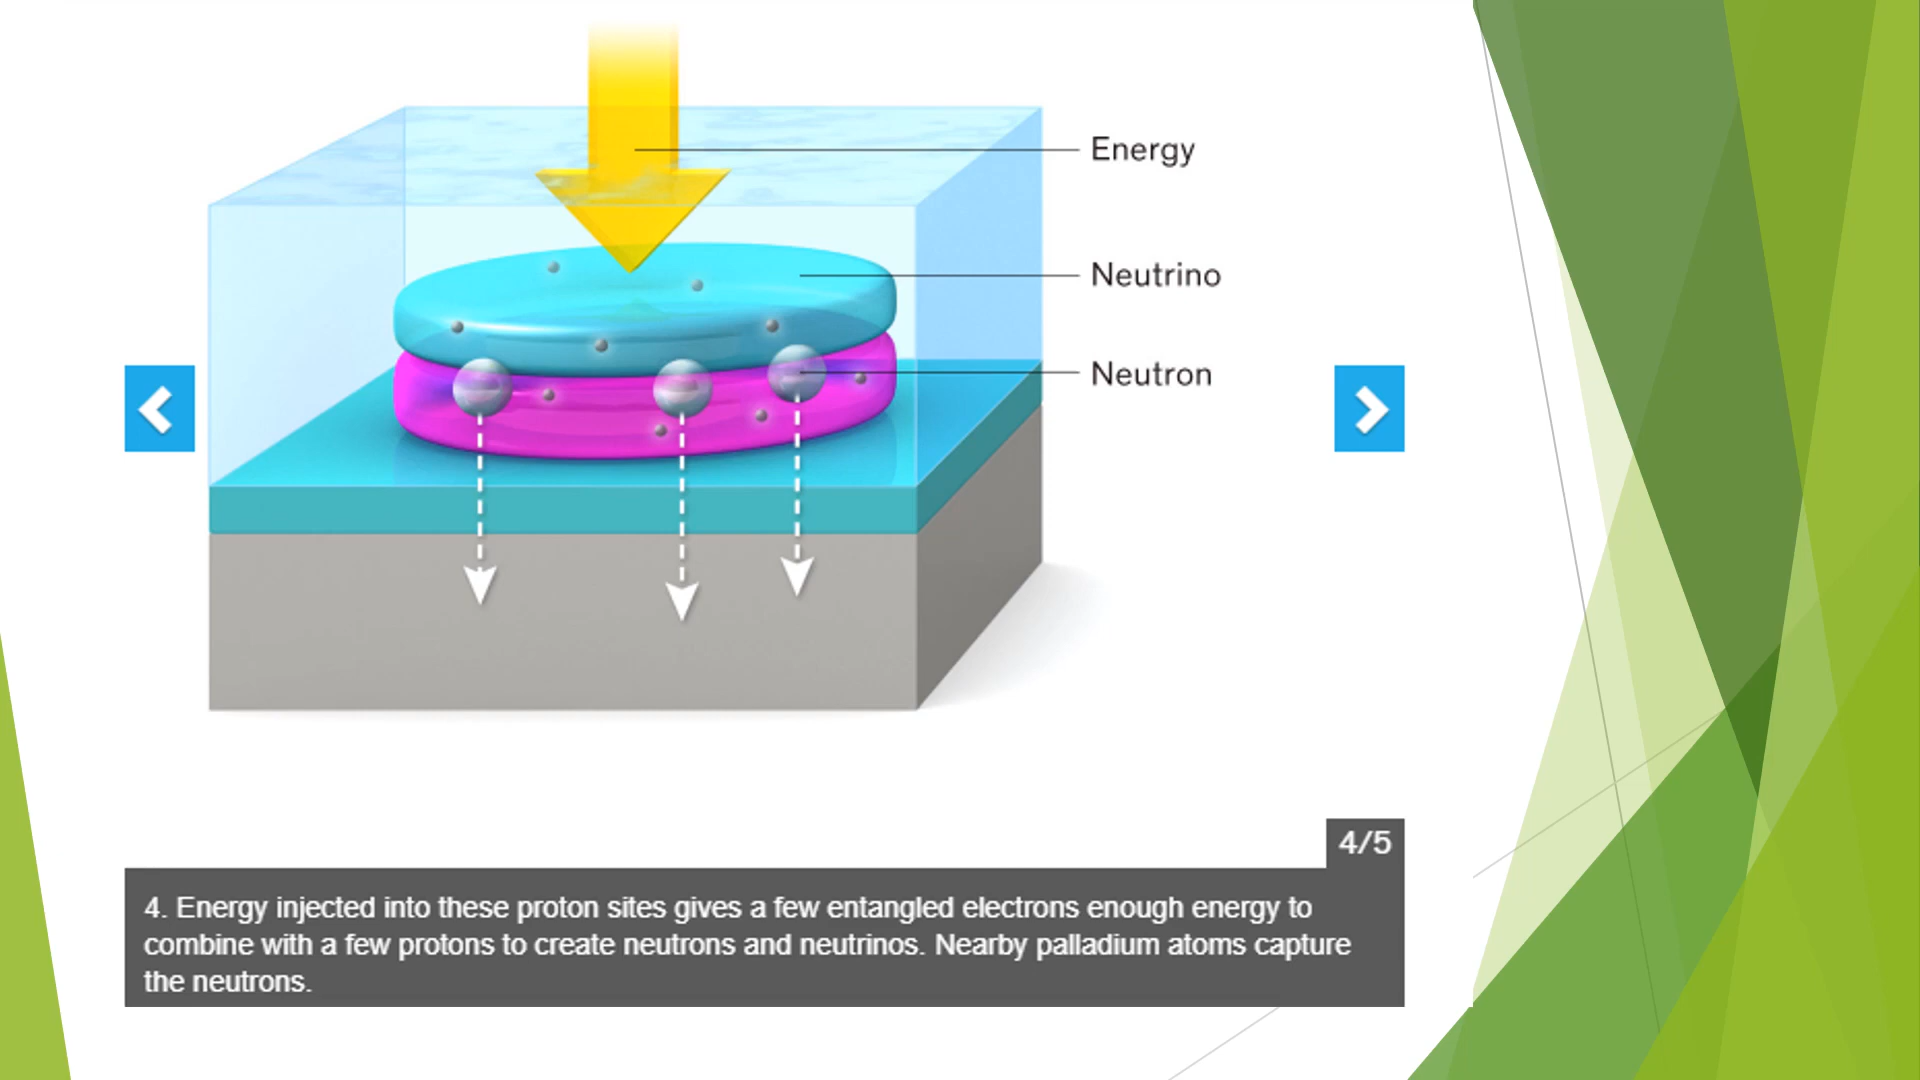 Energy
Neutrino
Neutron
4/5
4. Energy injected into these proton sites gives a few entangled electrons enough energy to
combine with a few protons to create neutrons and neutrinos. Nearby palladium atoms capture
the neutrons.